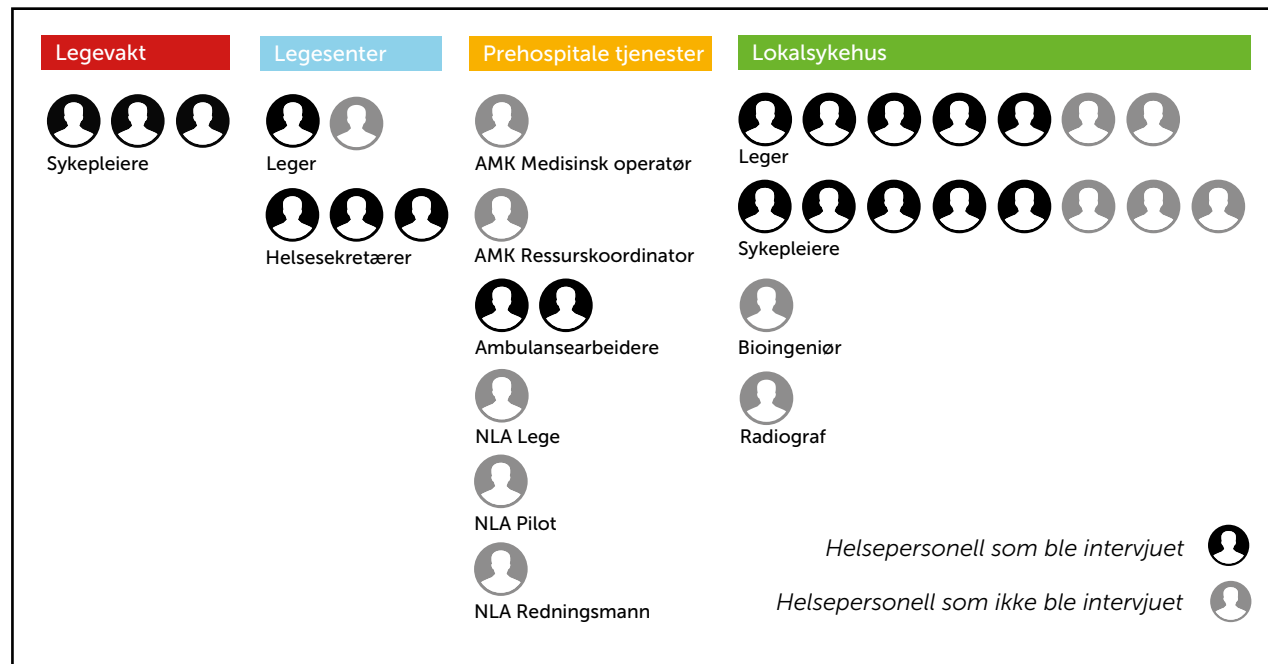 Legevakt
Sykepleiere
Legesenter
Leger
Helsesekretærer
Prehospitale tjenester
AMK Medisinsk operatør
AMK Ressurskoordinator
Ambulansearbeidere
NLA Lege
NLA Pilot
NLA Redningsmann
Lokalsykehus
Leger
Sykepleiere
Bioingeniør
Radiograf
Helsepersonell som ble intervjuet
Helsepersonell som ikke ble intervjuet